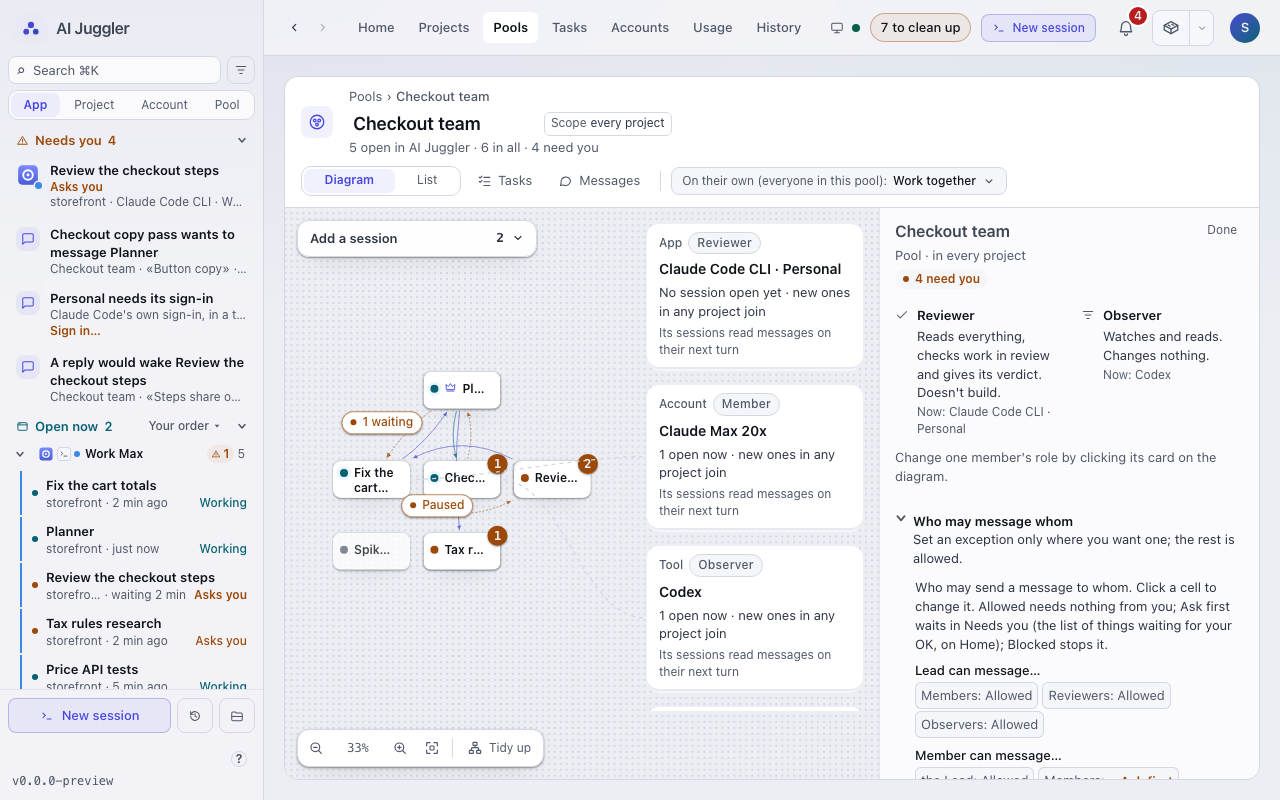 AI Juggler
Search ⌘K
App Project Account Pool
Needs you 4
Review the checkout steps
Asks you
storefront · Claude Code CLI · W…
Checkout copy pass wants to
message Planner
Checkout team · «Button copy» ·…
Personal needs its sign-in
Claude Code's own sign-in, in a t…
Sign in…
A reply would wake Review the
checkout steps
Checkout team · «Steps share o…
Open now 2 Your order
Work Max 1 5
Fix the cart totals
storefront · 2 min ago Working
Planner
storefront · just now Working
Review the checkout steps
storefro… · waiting 2 min Asks you
Tax rules research
storefront · 2 min ago Asks you
Price API tests
storefront · 5 min ago Working
New session
?
v0.0.0-preview
Home Projects Pools Tasks Accounts Usage History
7 to clean up
New session
4
S
Pools › Checkout team
Checkout team
Scope every project
5 open in AI Juggler · 6 in all · 4 need you
Diagram List Tasks Messages
On their own (everyone in this pool): Work together
Add a session 2
Pl…
1 waiting
Fix the
cart…
Chec…
1
Revie…
2
Paused
Spik…
Tax r…
1
33%
Tidy up
App Reviewer
Claude Code CLI · Personal
No session open yet · new ones
in any project join
Its sessions read messages on
their next turn
Account Member
Claude Max 20x
1 open now · new ones in any
project join
Its sessions read messages on
their next turn
Tool Observer
Codex
1 open now · new ones in any
project join
Its sessions read messages on
their next turn
Checkout team
Done
Pool · in every project
4 need you
Reviewer
Reads everything,
checks work in review
and gives its verdict.
Doesn't build.
Now: Claude Code CLI ·
Personal
Observer
Watches and reads.
Changes nothing.
Now: Codex
Change one member's role by clicking its card on the
diagram.
Who may message whom
Set an exception only where you want one; the rest is
allowed.
Who may send a message to whom. Click a cell to
change it. Allowed needs nothing from you; Ask first
waits in Needs you (the list of things waiting for your
OK, on Home); Blocked stops it.
Lead can message…
Members: Allowed Reviewers: Allowed
Observers: Allowed
Member can message…
the Lead: Allowed Members: Ask first